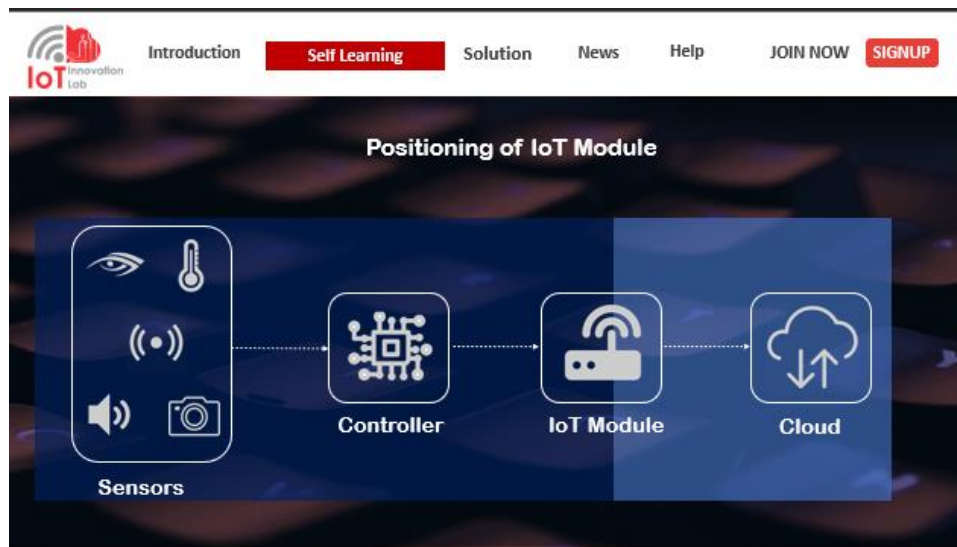 IoT Innovation Lab
Introduction
Self Learning
Solution
News
Help
JOIN NOW
SIGNUP
Positioning of IoT Module
Controller
IoT Module
Cloud
Sensors